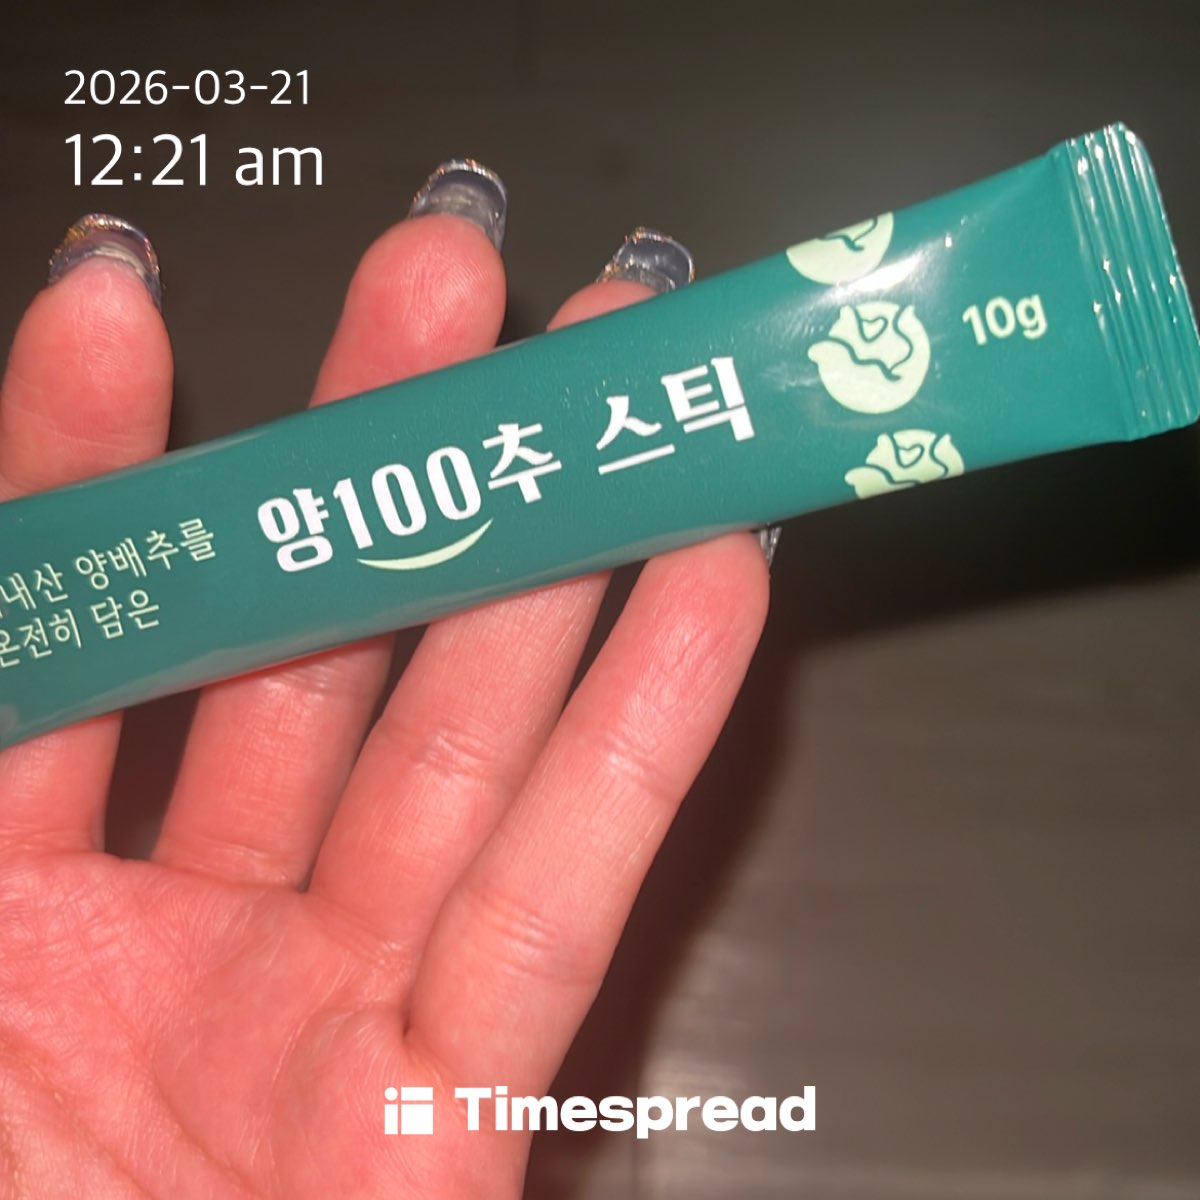 2026-03-21
12:21 am
10g
양100추 스틱
내산 양배추를
온전히 담은
Timespread